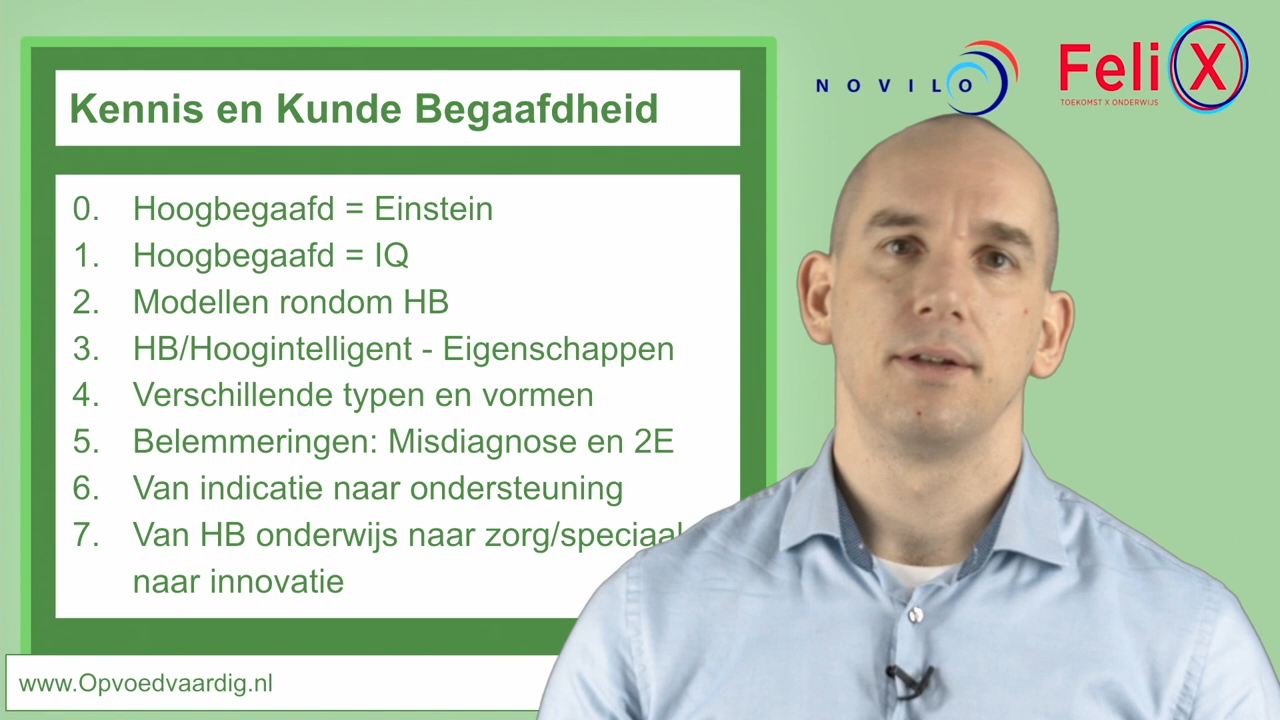 Kennis en Kunde Begaafdheid
NOVILO
FeliX
TOEKOMST X ONDERWIJS
0. Hoogbegaafd = Einstein
1. Hoogbegaafd = IQ
2. Modellen rondom HB
3. HB/Hoogintelligent - Eigenschappen
4. Verschillende typen en vormen
5. Belemmeringen: Misdiagnose en 2E
6. Van indicatie naar ondersteuning
7. Van HB onderwijs naar zorg/speciaal
naar innovatie
www.Opvoedvaardig.nl